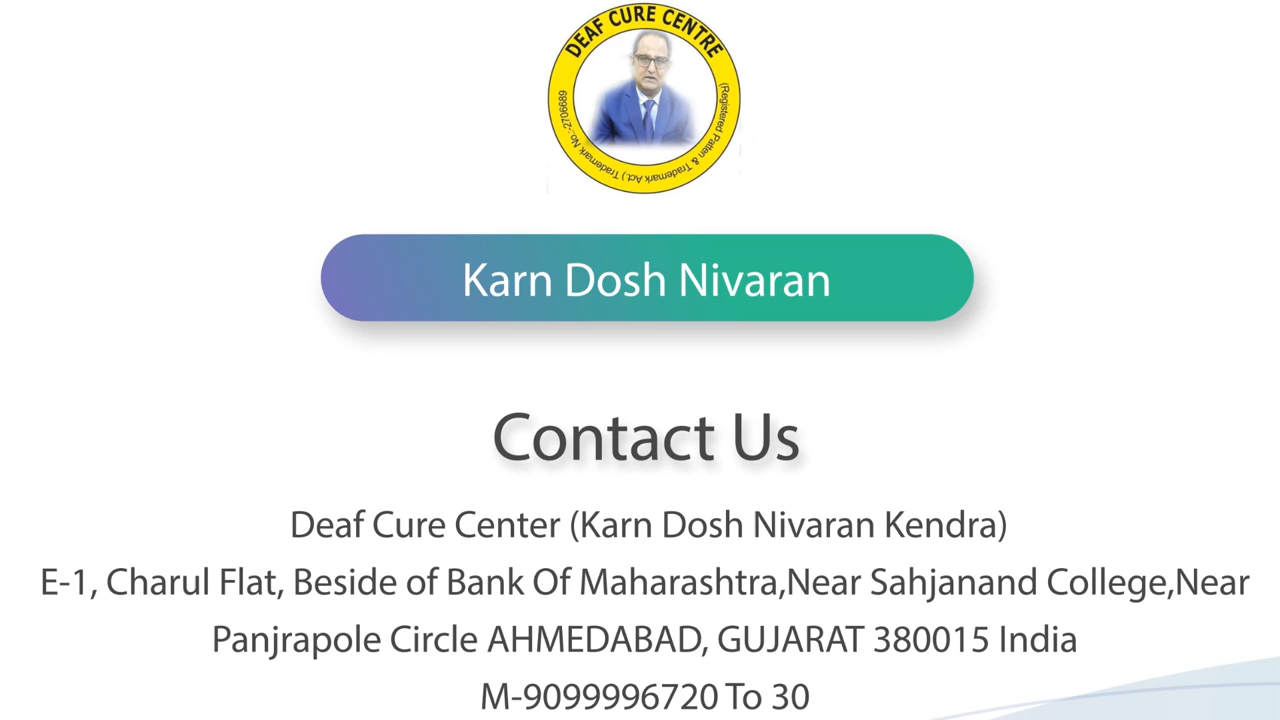 DEAF CURE CENTRE
(Registered Patten & Trademark Act.) Trademark No.:-2706689
Karn Dosh Nivaran
Contact Us
Deaf Cure Center (Karn Dosh Nivaran Kendra)
E-1, Charul Flat, Beside of Bank Of Maharashtra,Near Sahjanand College,Near
Panjrapole Circle AHMEDABAD, GUJARAT 380015 India
M-9099996720 To 30